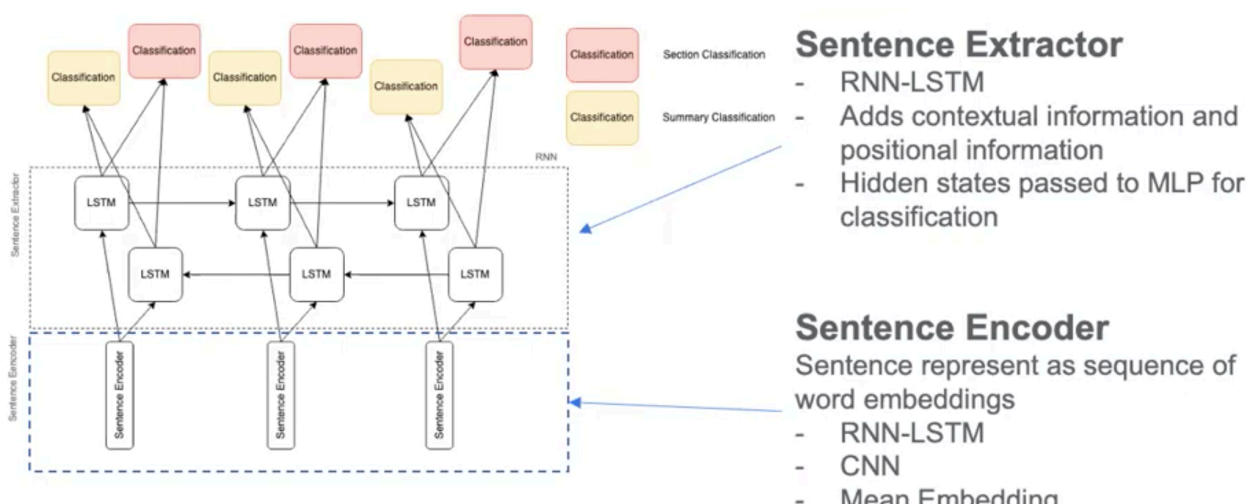 Classification
Classification
Classification
Classification
Classification
Classification
Classification
Section Classification
Classification
Summary Classification
RNN
Sentence Extractor
LSTM
LSTM
LSTM
LSTM
LSTM
LSTM
Sentence Eencoder
Sentence Encoder
Sentence Encoder
Sentence Encoder
Sentence Extractor
- RNN-LSTM
- Adds contextual information and
positional information
- Hidden states passed to MLP for
classification
Sentence Encoder
Sentence represent as sequence of
word embeddings
- RNN-LSTM
- CNN
- Mean Embedding